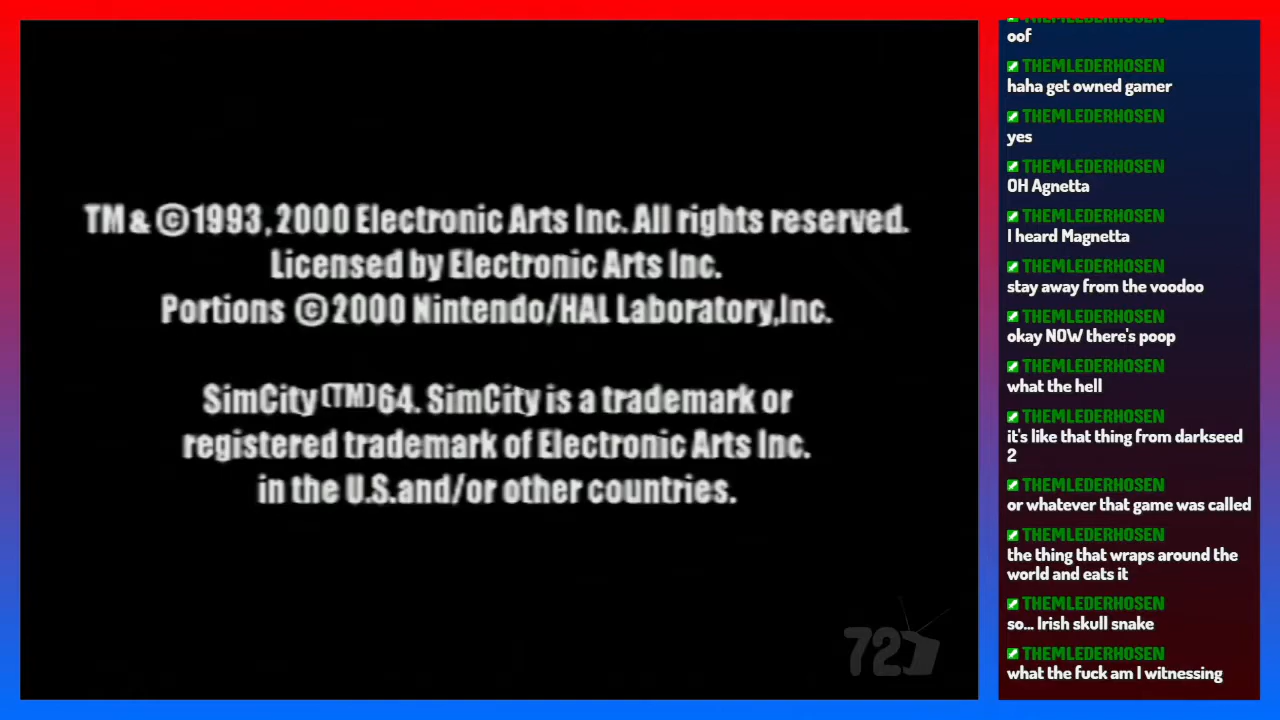 TM & ©1993, 2000 Electronic Arts Inc. All rights reserved.
Licensed by Electronic Arts Inc.
Portions ©2000 Nintendo/HAL Laboratory,Inc.
SimCity(TM)64. SimCity is a trademark or
registered trademark of Electronic Arts Inc.
in the U.S.and/or other countries.
72
THEMLEDERHOSEN
oof
THEMLEDERHOSEN
haha get owned gamer
THEMLEDERHOSEN
yes
THEMLEDERHOSEN
OH Agnetta
THEMLEDERHOSEN
I heard Magnetta
THEMLEDERHOSEN
stay away from the voodoo
THEMLEDERHOSEN
okay NOW there's poop
THEMLEDERHOSEN
what the hell
THEMLEDERHOSEN
it's like that thing from darkseed
2
THEMLEDERHOSEN
or whatever that game was called
THEMLEDERHOSEN
the thing that wraps around the
world and eats it
THEMLEDERHOSEN
so... Irish skull snake
THEMLEDERHOSEN
what the fuck am I witnessing